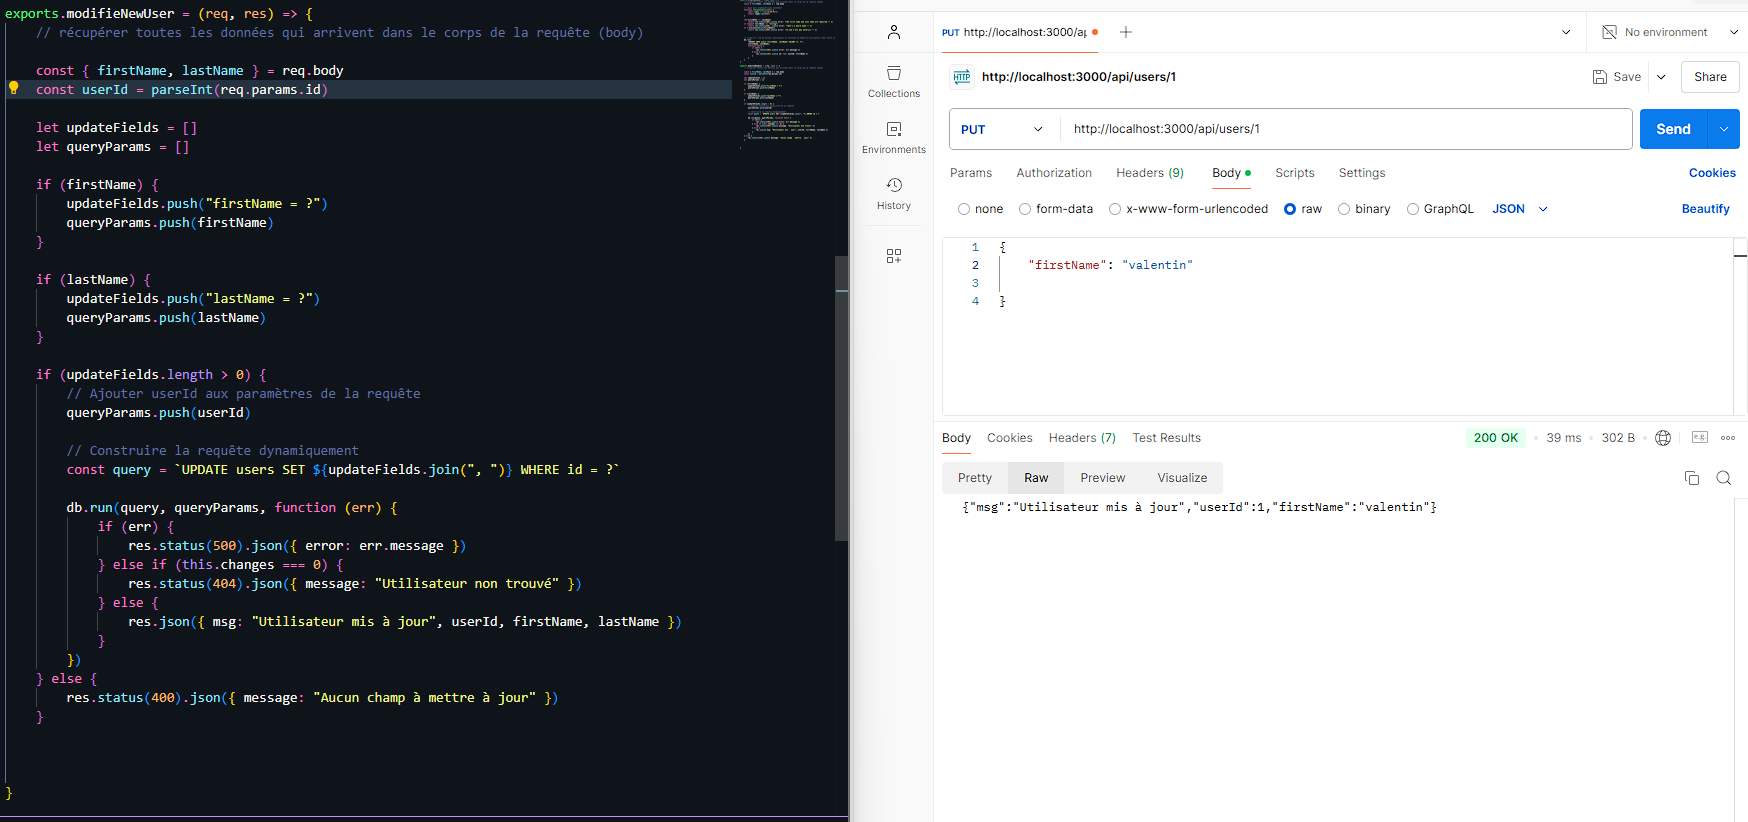 exports.modifieNewUser = (req, res) => {
// récupérer toutes les données qui arrivent dans le corps de la requête (body)
const { firstName, lastName } = req.body
const userId = parseInt(req.params.id)
let updateFields = []
let queryParams = []
if (firstName) {
updateFields.push("firstName = ?")
queryParams.push(firstName)
}
if (lastName) {
updateFields.push("lastName = ?")
queryParams.push(lastName)
}
if (updateFields.length > 0) {
// Ajouter userId aux paramètres de la requête
queryParams.push(userId)
// Construire la requête dynamiquement
const query = `UPDATE users SET ${updateFields.join(", ")} WHERE id = ?`
db.run(query, queryParams, function (err) {
if (err) {
res.status(500).json({ error: err.message })
} else if (this.changes === 0) {
res.status(404).json({ message: "Utilisateur non trouvé" })
} else {
res.json({ msg: "Utilisateur mis à jour", userId, firstName, lastName })
}
})
} else {
res.status(400).json({ message: "Aucun champ à mettre à jour" })
}
}
Collections
Environments
History
PUT http://localhost:3000/ap
No environment
HTTP http://localhost:3000/api/users/1
Save
Share
PUT
http://localhost:3000/api/users/1
Send
Params Authorization Headers (9) Body Scripts Settings
Cookies
none form-data x-www-form-urlencoded raw binary GraphQL JSON
Beautify
1 {
2 "firstName": "valentin"
3
4 }
Body Cookies Headers (7) Test Results
200 OK 39 ms 302 B
e.g.
Pretty Raw Preview Visualize
{"msg":"Utilisateur mis à jour","userId":1,"firstName":"valentin"}